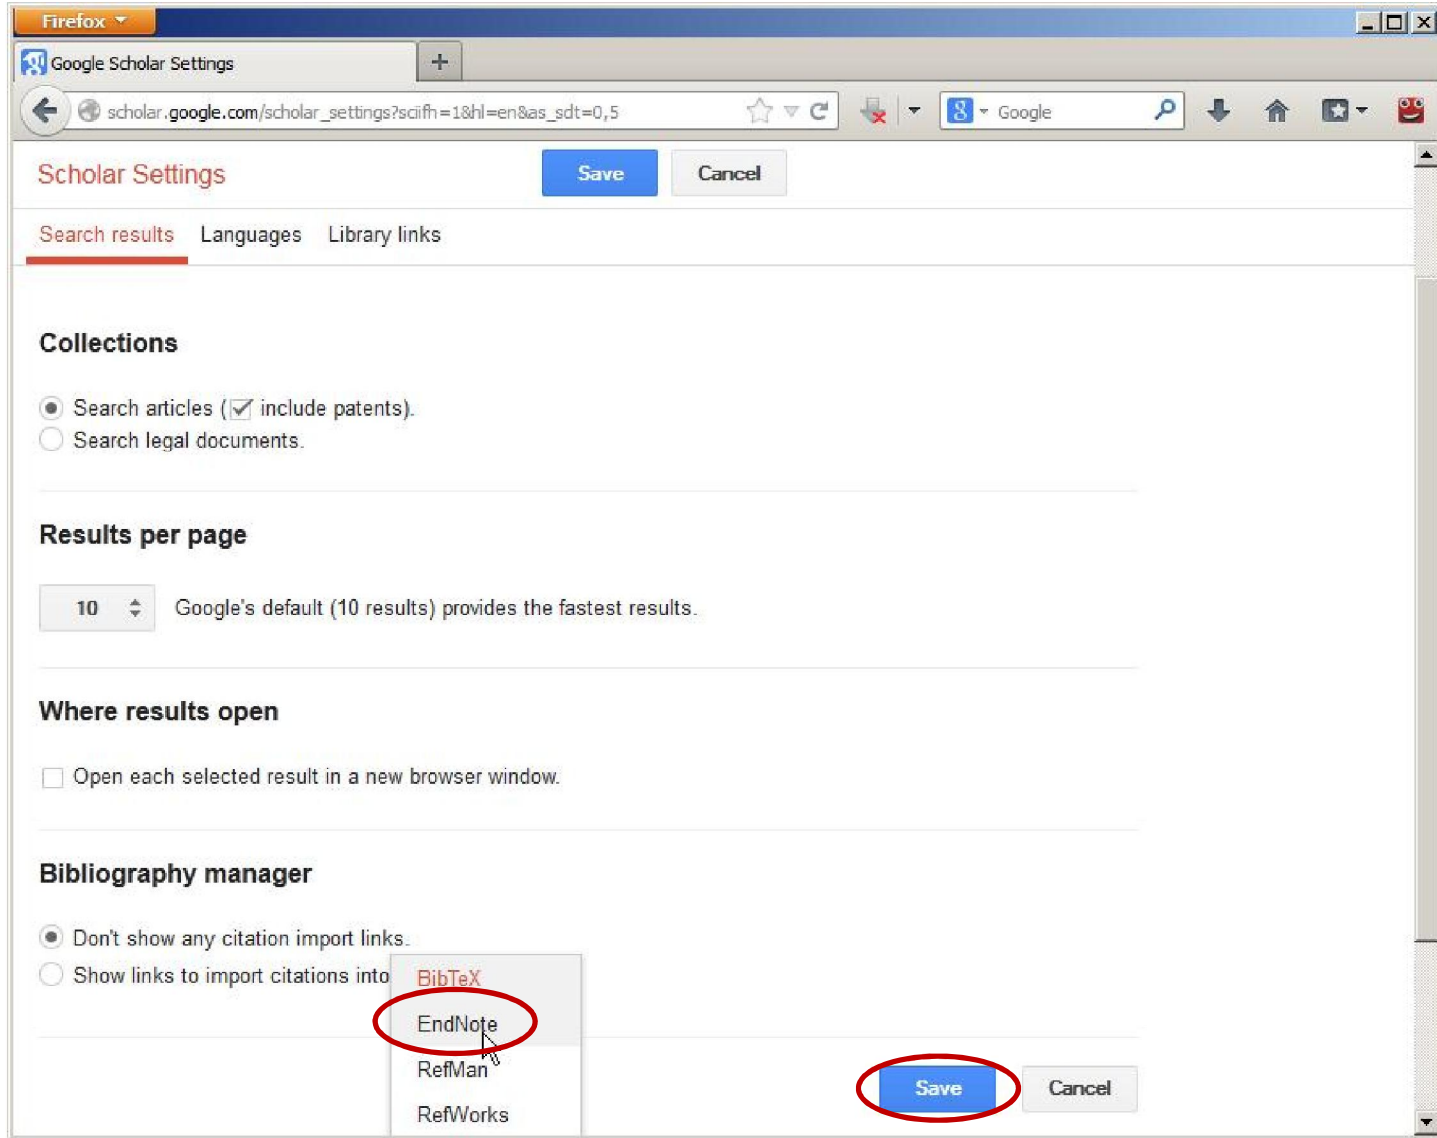 Firefox
Google Scholar Settings
scholar.google.com/scholar_settings?sciifh=1&hl=en&as_sdt=0,5
Google
Scholar Settings
Save
Cancel
Search results
Languages
Library links
Collections
Search articles (include patents).
Search legal documents.
Results per page
10
Google's default (10 results) provides the fastest results.
Where results open
Open each selected result in a new browser window.
Bibliography manager
Don't show any citation import links.
Show links to import citations into
BibTeX
EndNote
RefMan
RefWorks
Save
Cancel